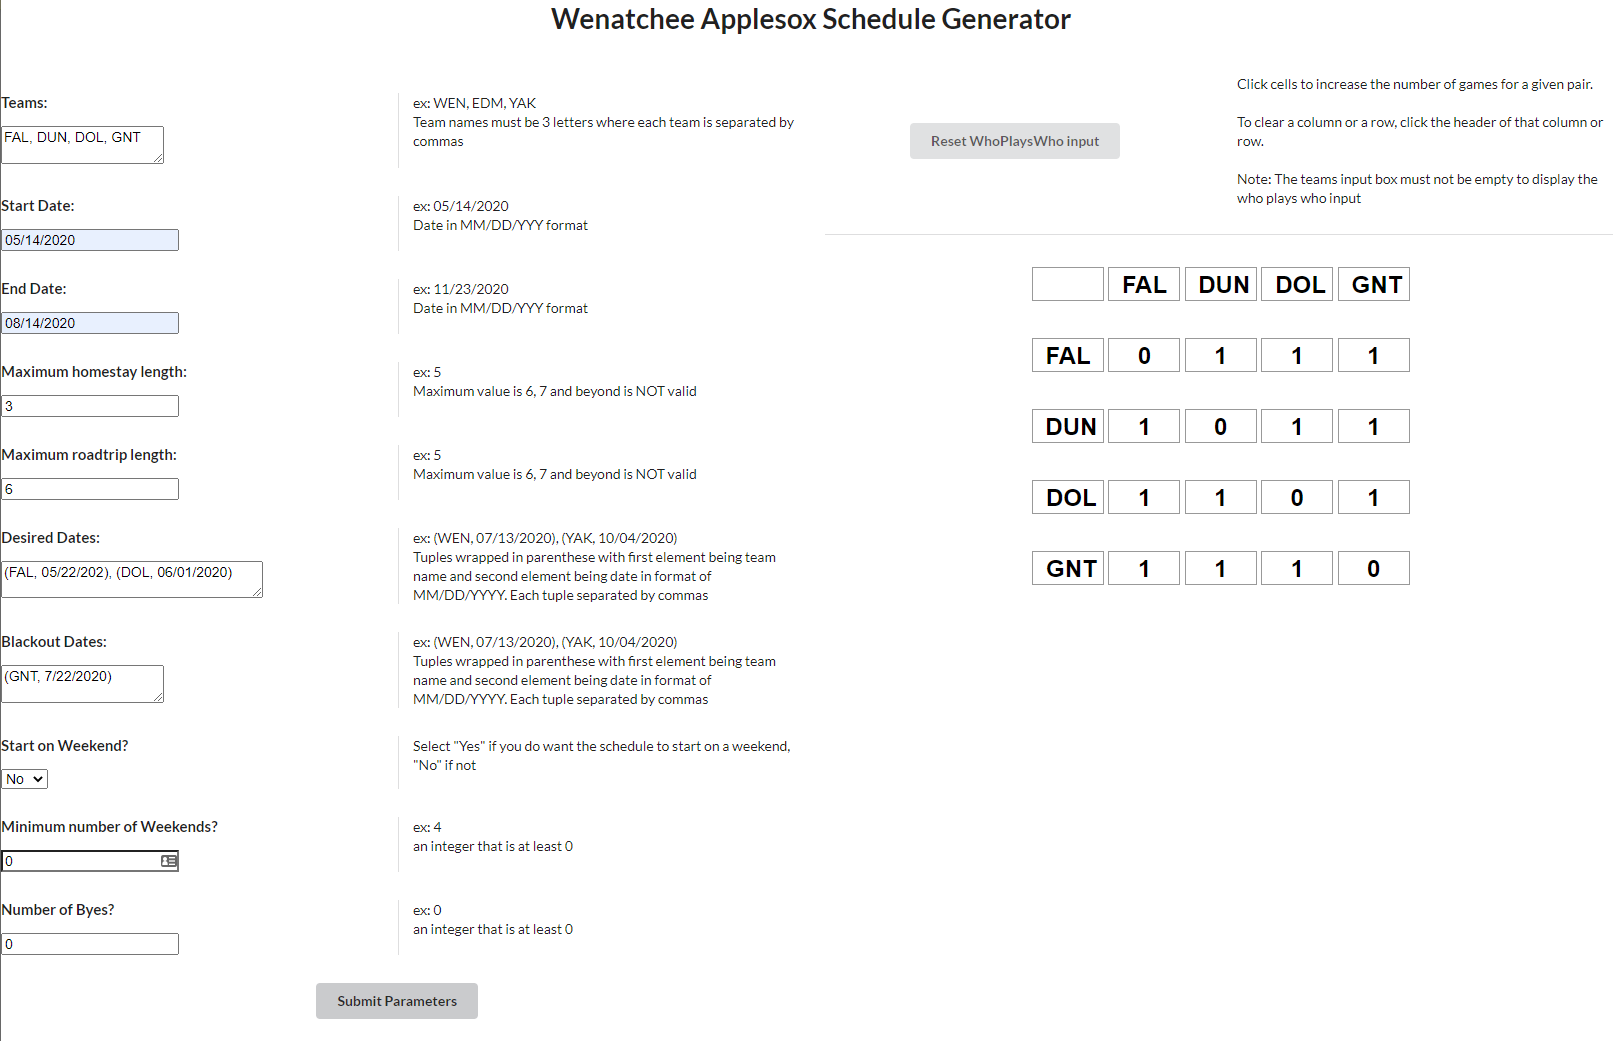 Wenatchee Applesox Schedule Generator
Teams:
FAL, DUN, DOL, GNT
ex: WEN, EDM, YAK
Team names must be 3 letters where each team is separated by
commas
Start Date:
05/14/2020
ex: 05/14/2020
Date in MM/DD/YYY format
End Date:
08/14/2020
ex: 11/23/2020
Date in MM/DD/YYY format
Maximum homestay length:
3
ex: 5
Maximum value is 6, 7 and beyond is NOT valid
Maximum roadtrip length:
6
ex: 5
Maximum value is 6, 7 and beyond is NOT valid
Desired Dates:
(FAL, 05/22/202), (DOL, 06/01/2020)
ex: (WEN, 07/13/2020), (YAK, 10/04/2020)
Tuples wrapped in parenthese with first element being team
name and second element being date in format of
MM/DD/YYYY. Each tuple separated by commas
Blackout Dates:
(GNT, 7/22/2020)
ex: (WEN, 07/13/2020), (YAK, 10/04/2020)
Tuples wrapped in parenthese with first element being team
name and second element being date in format of
MM/DD/YYYY. Each tuple separated by commas
Start on Weekend?
No
Select "Yes" if you do want the schedule to start on a weekend,
"No" if not
Minimum number of Weekends?
0
ex: 4
an integer that is at least 0
Number of Byes?
0
ex: 0
an integer that is at least 0
Submit Parameters
Reset WhoPlaysWho input
Click cells to increase the number of games for a given pair.
To clear a column or a row, click the header of that column or
row.
Note: The teams input box must not be empty to display the
who plays who input
FAL DUN DOL GNT
FAL 0 1 1 1
DUN 1 0 1 1
DOL 1 1 0 1
GNT 1 1 1 0